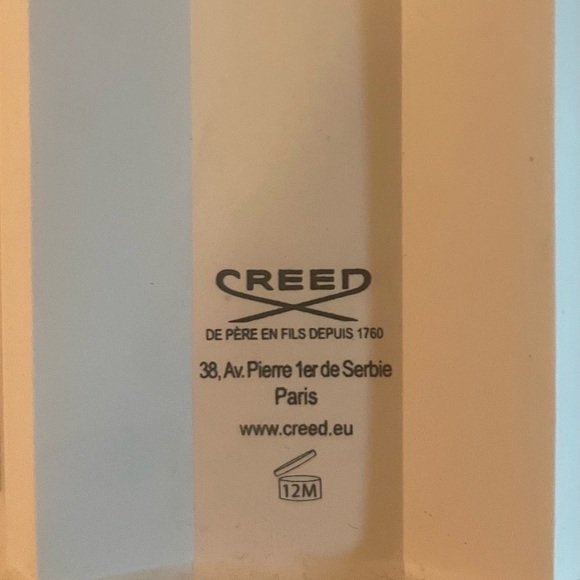 CREED
DE PÈRE EN FILS DEPUIS 1760
38, Av. Pierre 1er de Serbie
Paris
www.creed.eu
12M